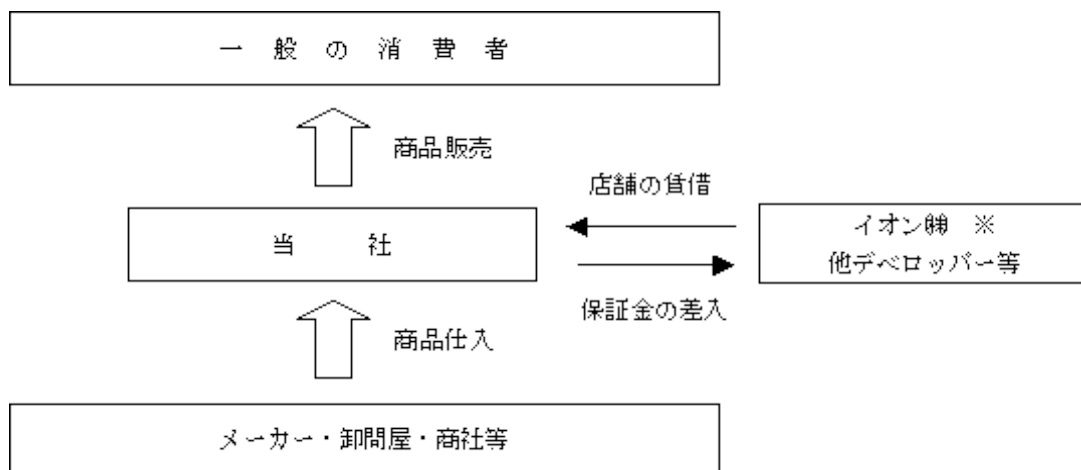 一般の消費者
商品販売
店舗の賃借
当社
イオン㈱ ※
他デベロッパー等
保証金の差入
商品仕入
メーカー・卸問屋・商社等